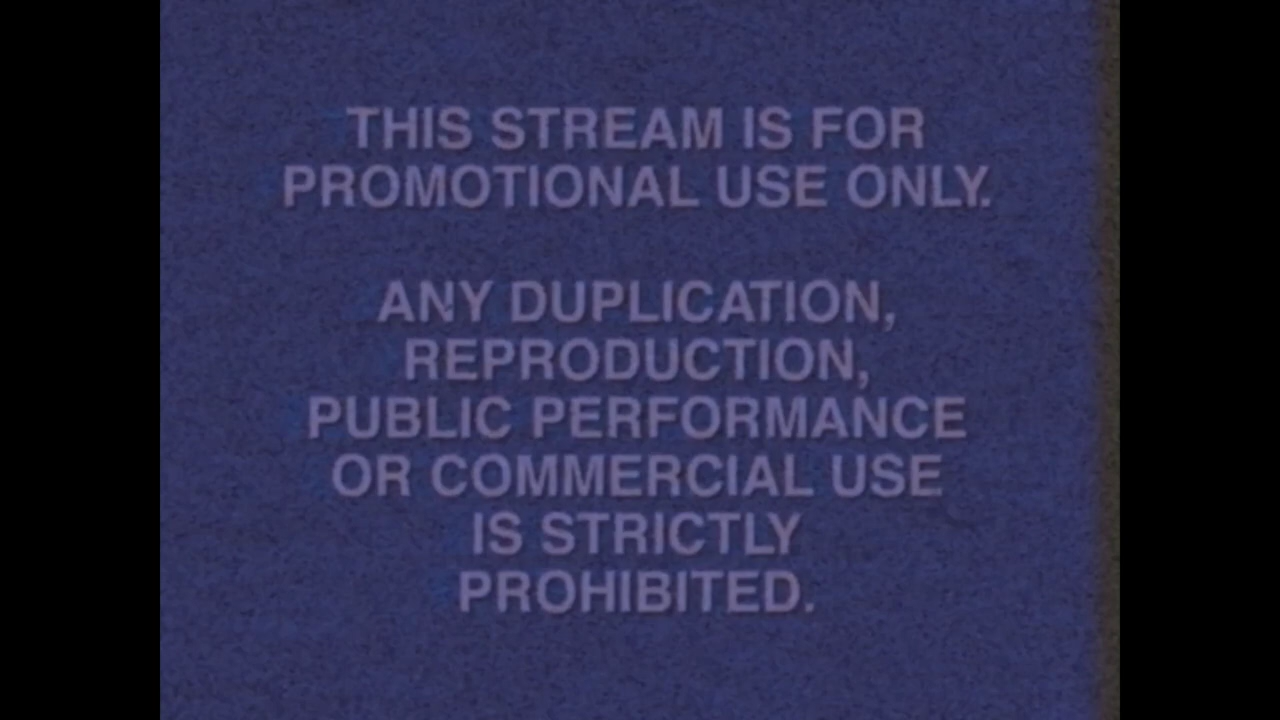 THIS STREAM IS FOR
PROMOTIONAL USE ONLY.
ANY DUPLICATION,
REPRODUCTION,
PUBLIC PERFORMANCE
OR COMMERCIAL USE
IS STRICTLY
PROHIBITED.